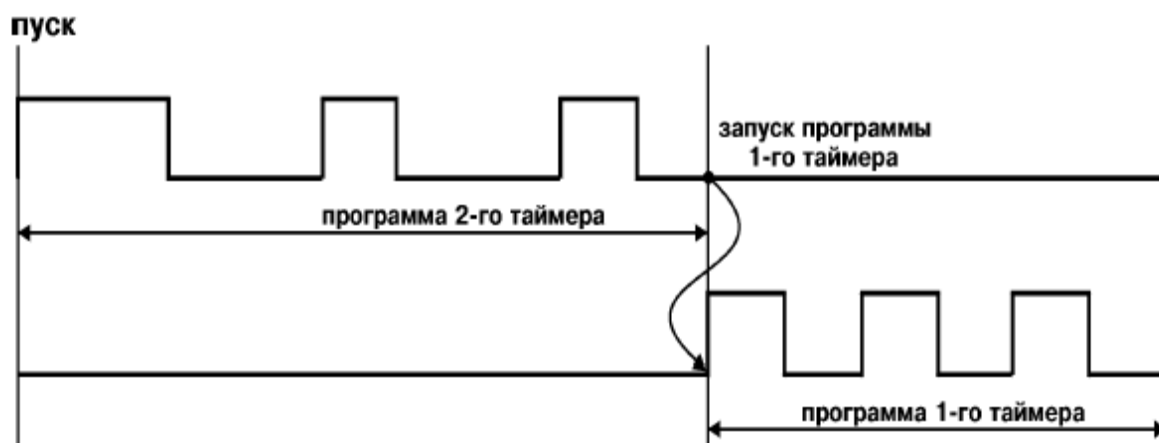 пуск
запуск программы
1-го таймера
программа 2-го таймера
программа 1-го таймера